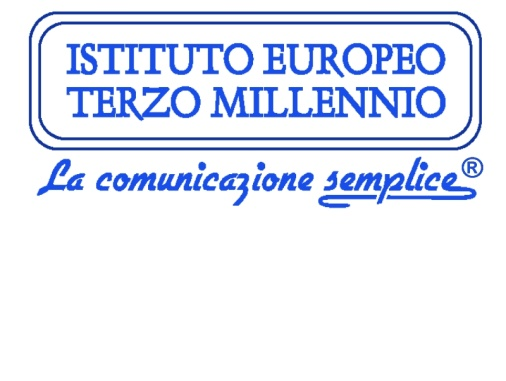 ISTITUTO EUROPEO
TERZO MILLENNIO
La comunicazione semplice®